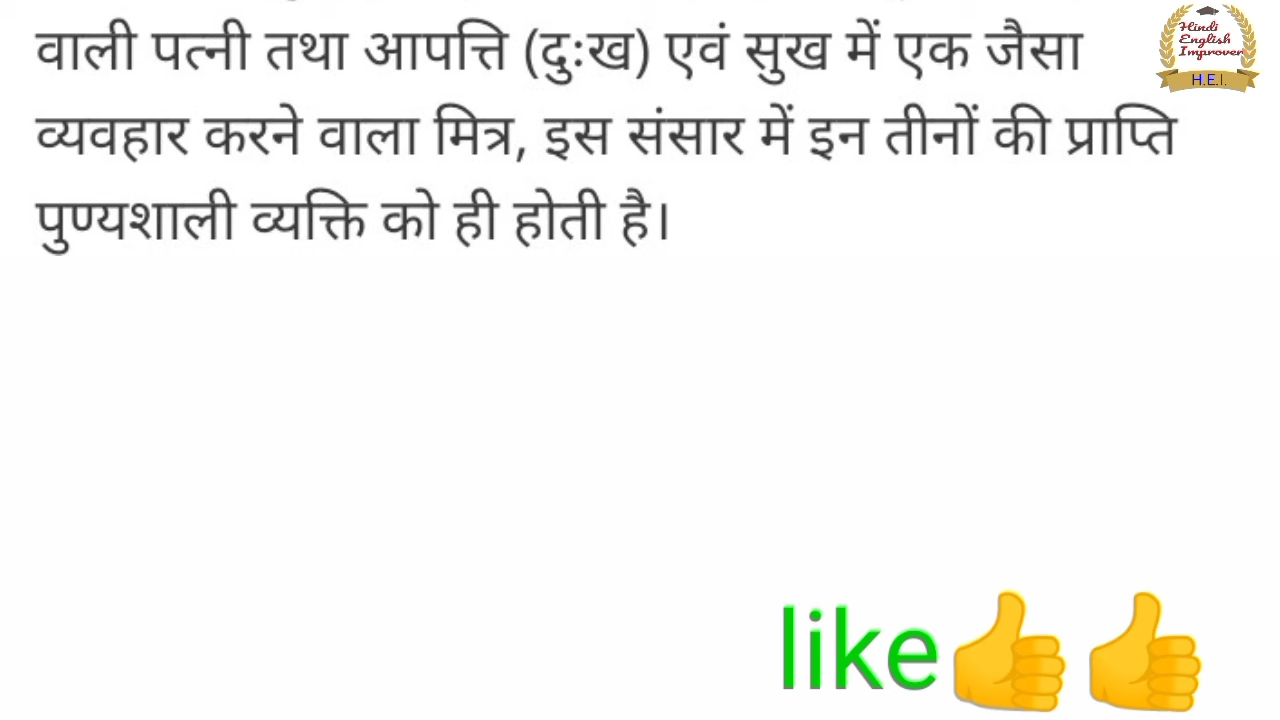 वाली पत्नी तथा आपत्ति (दुःख) एवं सुख में एक जैसा
व्यवहार करने वाला मित्र, इस संसार में इन तीनों की प्राप्ति
पुण्यशाली व्यक्ति को ही होती है।
Hindi
English
Improver
H.E.I.
like👍👍